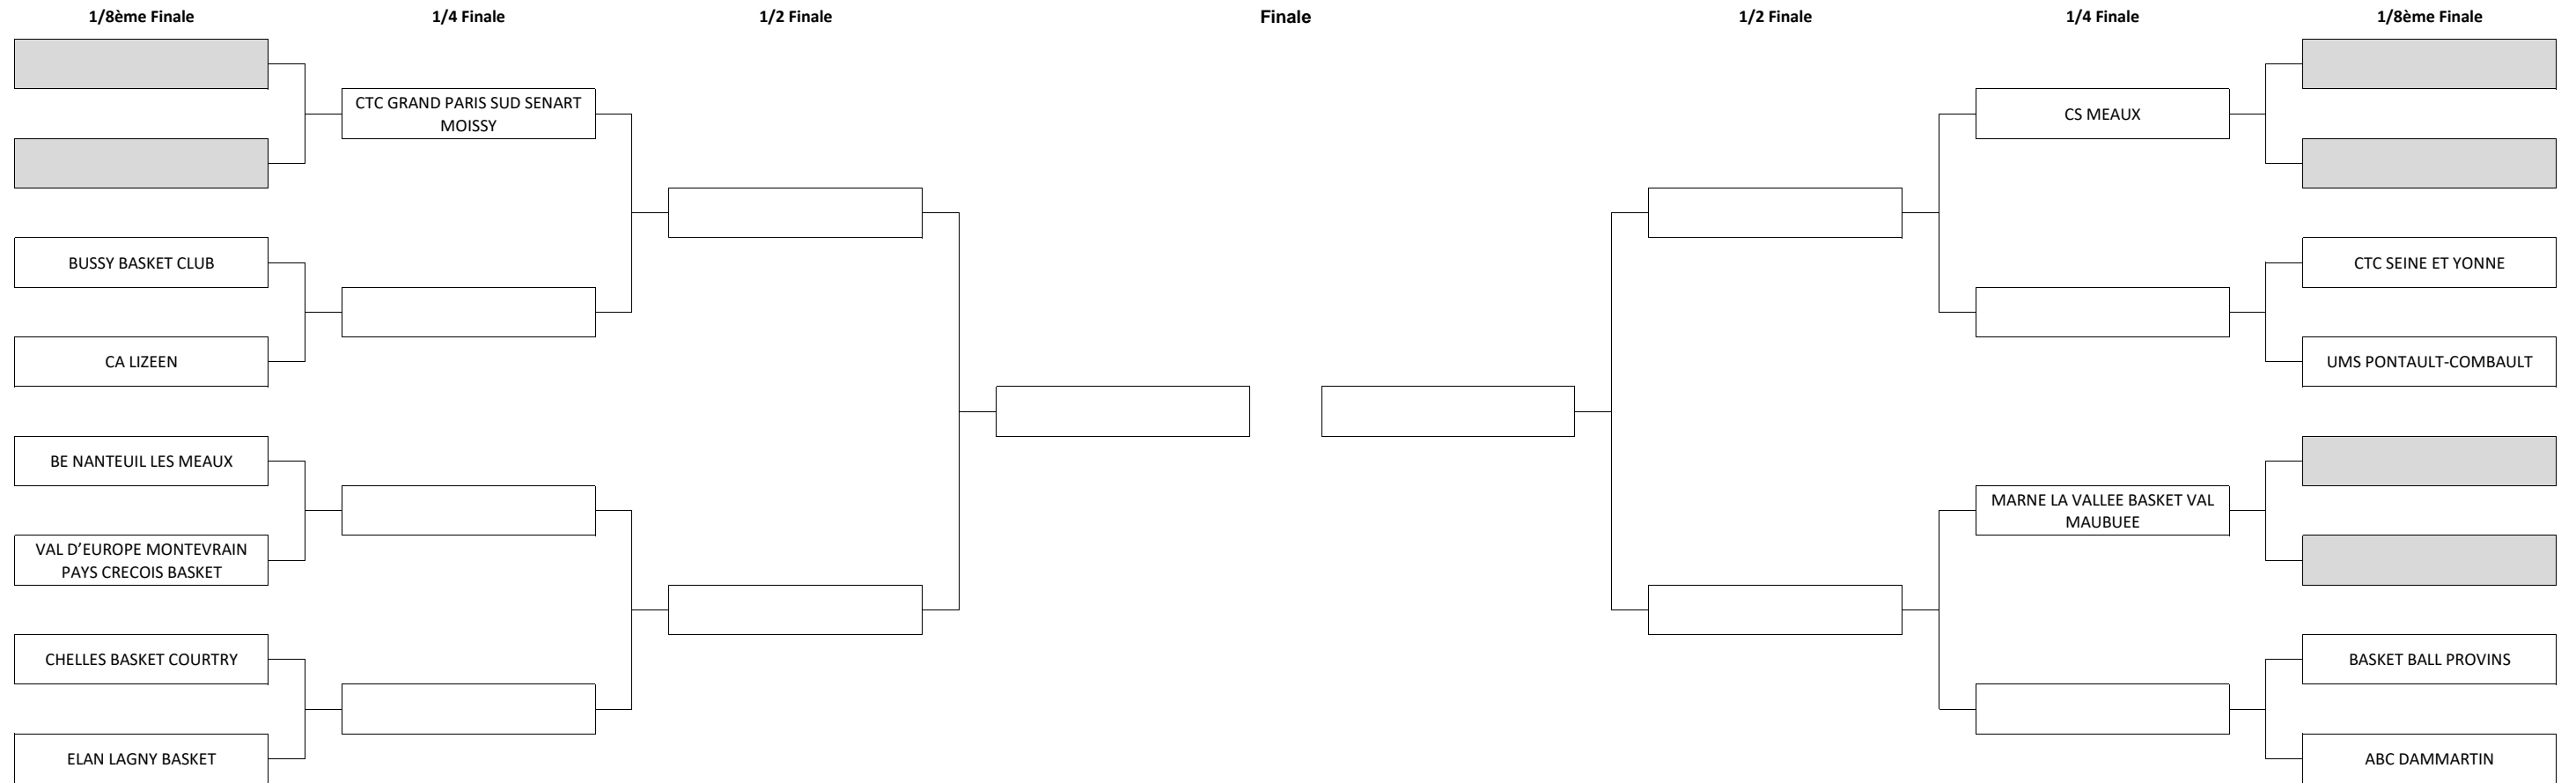 1/8ème Finale
1/4 Finale
1/2 Finale
Finale
1/2 Finale
1/4 Finale
1/8ème Finale
CTC GRAND PARIS SUD SENART
MOISSY
CS MEAUX
BUSSY BASKET CLUB
CTC SEINE ET YONNE
CA LIZEEN
UMS PONTAULT-COMBAULT
BE NANTEUIL LES MEAUX
MARNE LA VALLEE BASKET VAL
MAUBUEE
VAL D’EUROPE MONTEVRAIN
PAYS CRECOIS BASKET
CHELLES BASKET COURTRY
BASKET BALL PROVINS
ELAN LAGNY BASKET
ABC DAMMARTIN